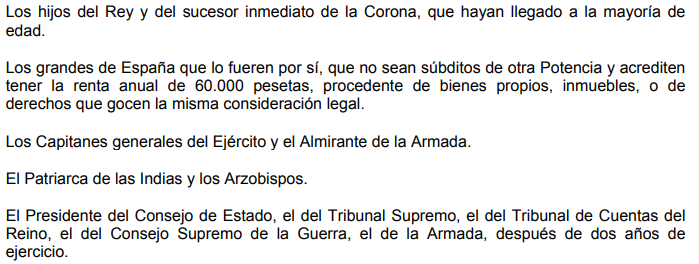 Los hijos del Rey y del sucesor inmediato de la Corona, que hayan llegado a la mayoría de
edad.
Los grandes de España que lo fueren por sí, que no sean súbditos de otra Potencia y acrediten
tener la renta anual de 60.000 pesetas, procedente de bienes propios, inmuebles, o de
derechos que gocen la misma consideración legal.
Los Capitanes generales del Ejército y el Almirante de la Armada.
El Patriarca de las Indias y los Arzobispos.
El Presidente del Consejo de Estado, el del Tribunal Supremo, el del Tribunal de Cuentas del
Reino, el del Consejo Supremo de la Guerra, el de la Armada, después de dos años de
ejercicio.